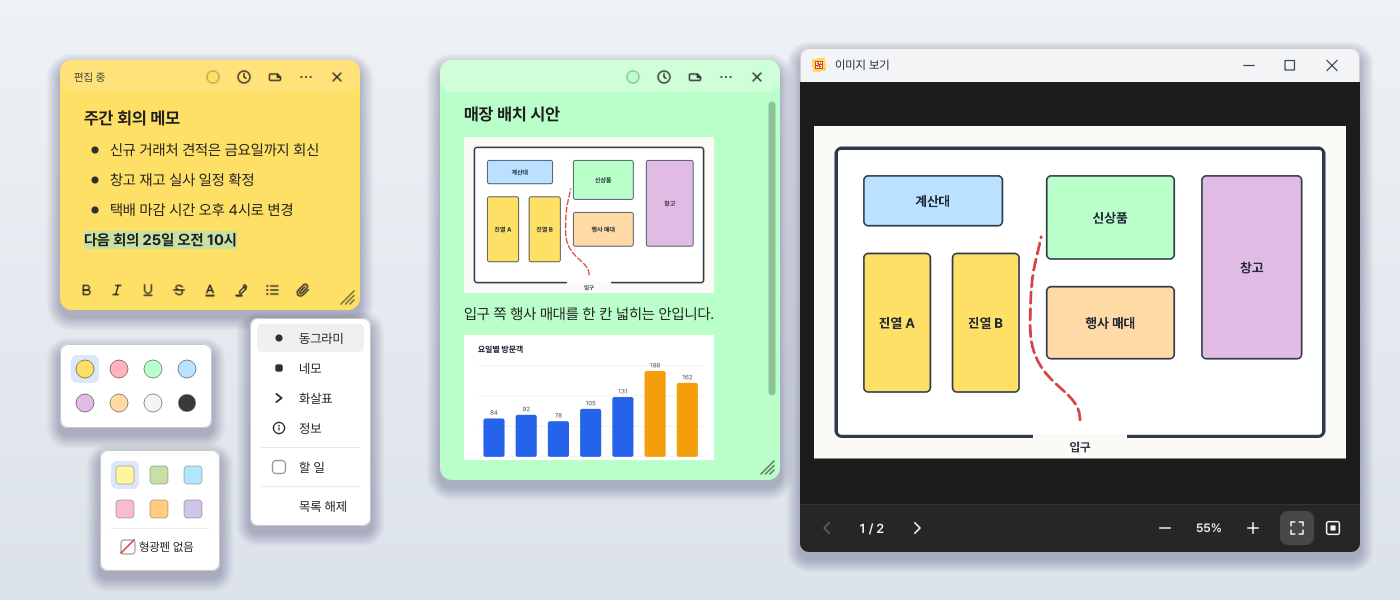 편집 중
주간 회의 메모
신규 거래처 견적은 금요일까지 회신
창고 재고 실사 일정 확정
택배 마감 시간 오후 4시로 변경
다음 회의 25일 오전 10시
B I U S A
동그라미
네모
화살표
정보
할 일
목록 해제
형광펜 없음
매장 배치 시안
계산대
신상품
창고
진열 A
진열 B
행사 매대
입구
입구 쪽 행사 매대를 한 칸 넓히는 안입니다.
요일별 방문객
84
92
78
105
131
188
162
이미지 보기
계산대
신상품
창고
진열 A
진열 B
행사 매대
입구
1 / 2
55%